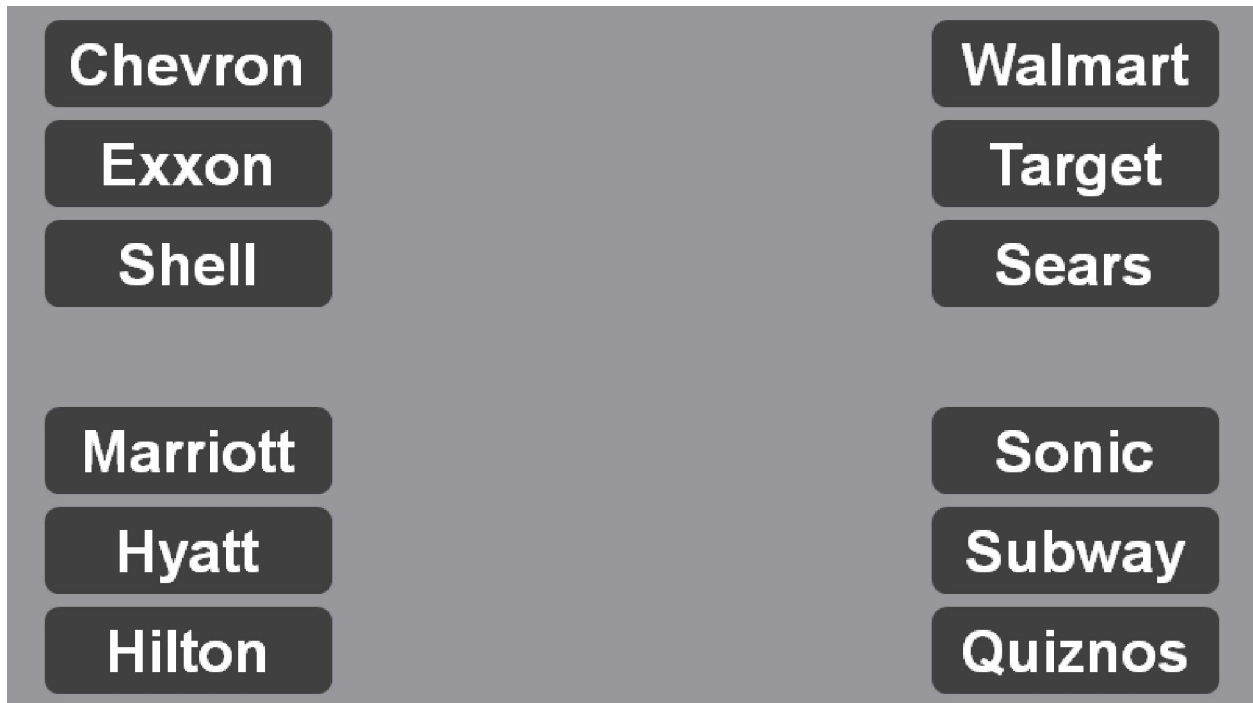 Chevron
Exxon
Shell
Walmart
Target
Sears
Marriott
Hyatt
Hilton
Sonic
Subway
Quiznos